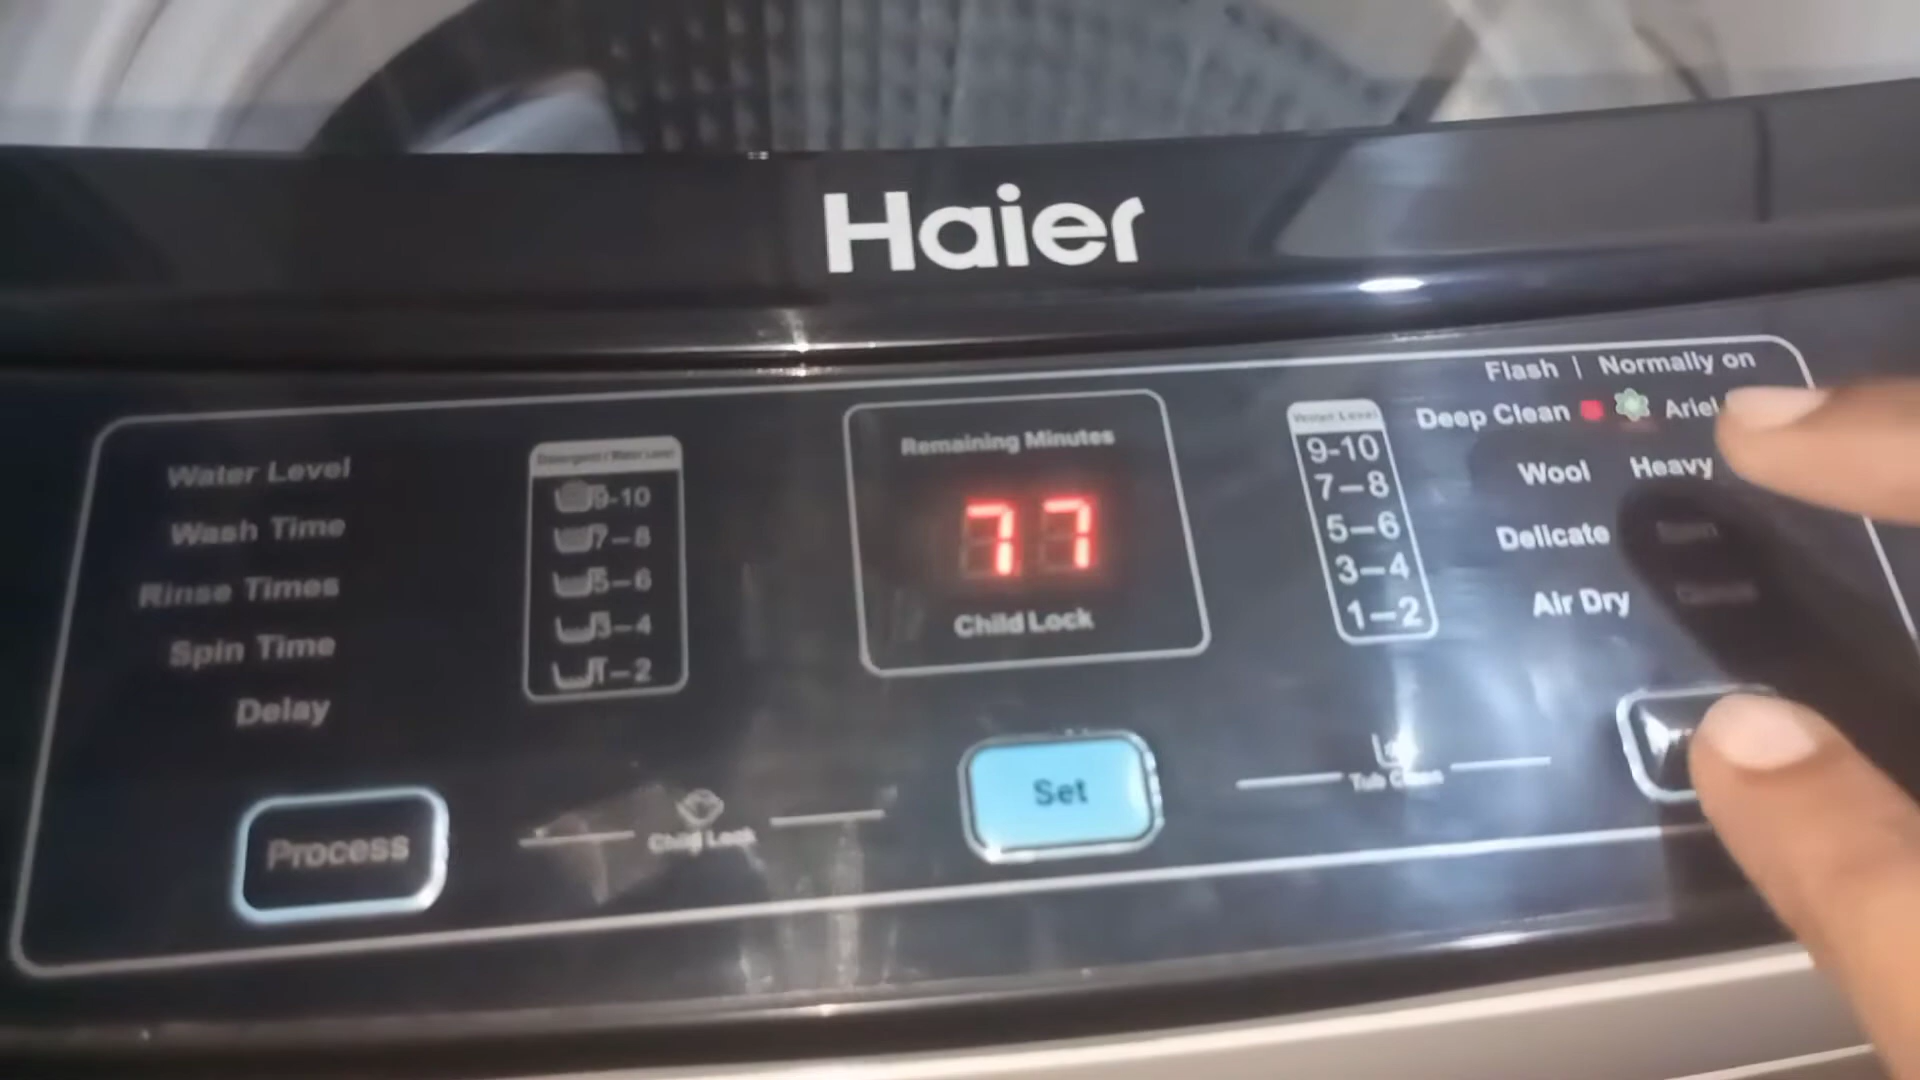 Haier
Flash | Normally on
Deep Clean Ariel
Wool Heavy
Delicate
Air Dry
Water Level
Wash Time
Rinse Times
Spin Time
Delay
9-10
7-8
5-6
3-4
1-2
Remaining Minutes
77
Child Lock
Water Level
9-10
7-8
5-6
3-4
1-2
Process
Child Lock
Set
Tub Clean